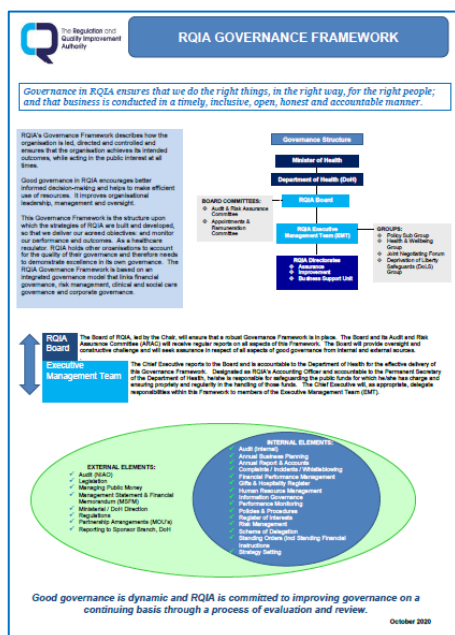 The Regulation and
Quality Improvement
Authority
RQIA GOVERNANCE FRAMEWORK
Governance in RQIA ensures that we do the right things, in the right way, for the right people;
and that business is conducted in a timely, inclusive, open, honest and accountable manner.
RQIA's Governance Framework describes how the
organisation is led, directed and controlled and
ensures that the organisation achieves its intended
outcomes, while acting in the public interest at all
times.
Good governance in RQIA encourages better
informed decision-making and helps to make efficient
use of resources. It improves organisational
leadership, management and oversight.
This Governance Framework is the structure upon
which the strategies of RQIA are built and developed,
so that we deliver our agreed objectives: and monitor
our performance and outcomes. As a healthcare
regulator, RQIA holds other organisations to account
for the quality of their governance and therefore needs
to demonstrate excellence in its own governance. The
RQIA Governance Framework is based on an
integrated governance model that links financial
governance, risk management, clinical and social care
governance and corporate governance.
Governance Structure
Minister of Health
Department of Health (DoH)
RQIA Board
BOARD COMMITTEES:
Audit & Risk Assurance
Committee
Appointments &
Remuneration
Committee
RQIA Executive
Management Team (EMT)
GROUPS:
Policy Sub Group
Health & Wellbeing
Group
Joint Negotiating Forum
Deprivation of Liberty
Safeguards (DoLS)
Group
RQIA Directorates
Assurance
Improvement
Business Support Unit
RQIA
Board
The Board of RQIA, led by the Chair, will ensure that a robust Governance Framework is in place. The Board and its Audit and Risk
Assurance Committee (ARAC) will receive regular reports on all aspects of this Framework. The Board will provide oversight and
constructive challenge and will seek assurance in respect of all aspects of good governance from internal and external sources.
Executive
Management Team
The Chief Executive reports to the Board and is accountable to the Department of Health for the effective delivery of
this Governance Framework. Designated as RQIA's Accounting Officer and accountable to the Permanent Secretary
of the Department of Health, he/she is responsible for safeguarding the public funds for which he/she has charge and
ensuring propriety and regularity in the handling of those funds. The Chief Executive will, as appropriate, delegate
responsibilities within this Framework to members of the Executive Management Team (EMT).
EXTERNAL ELEMENTS:
Audit (NIAO)
Legislation
Managing Public Money
Management Statement & Financial
Memorandum (MSFM)
Ministerial / DoH Direction
Regulations
Partnership Arrangements (MOU's)
Reporting to Sponsor Branch, DoH
INTERNAL ELEMENTS:
Audit (Internal)
Annual Business Planning
Annual Report & Accounts
Complaints / Incidents / Whistleblowing
Financial Performance Management
Gifts & Hospitality Register
Human Resource Management
Information Governance
Performance Monitoring
Policies & Procedures
Register of Interests
Risk Management
Scheme of Delegation
Standing Orders (incl Standing Financial
Instructions
Strategy Setting
Good governance is dynamic and RQIA is committed to improving governance on a
continuing basis through a process of evaluation and review.
October 2020